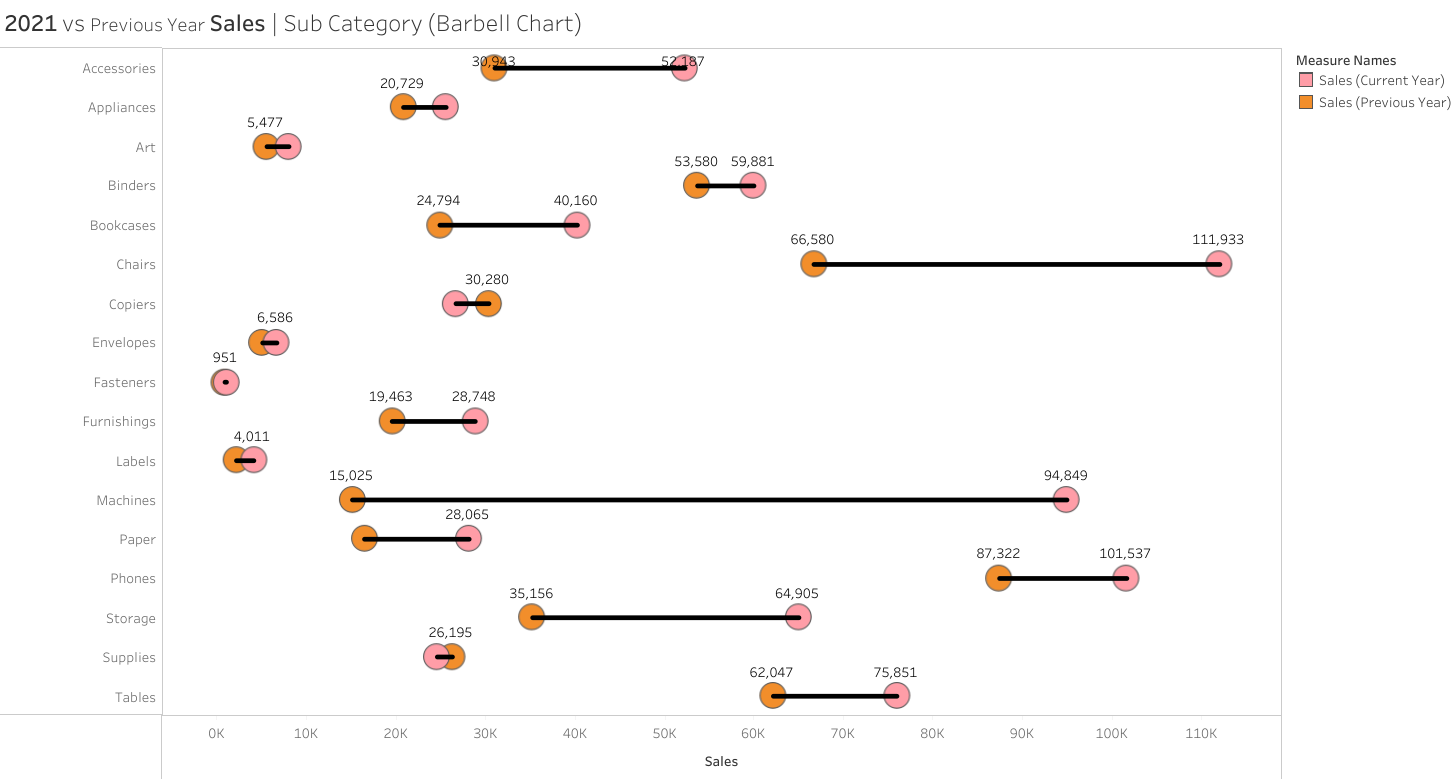 2021 VS Previous Year Sales | Sub Category (Barbell Chart)
Measure Names
Sales (Current Year)
Sales (Previous Year)
Accessories 30,943 52,187
Appliances 20,729
Art 5,477
Binders 53,580 59,881
Bookcases 24,794 40,160
Chairs 66,580 111,933
Copiers 30,280
Envelopes 6,586
Fasteners 951
Furnishings 19,463 28,748
Labels 4,011
Machines 15,025 94,849
Paper 28,065
Phones 87,322 101,537
Storage 35,156 64,905
Supplies 26,195
Tables 62,047 75,851
0K 10K 20K 30K 40K 50K 60K 70K 80K 90K 100K 110K
Sales